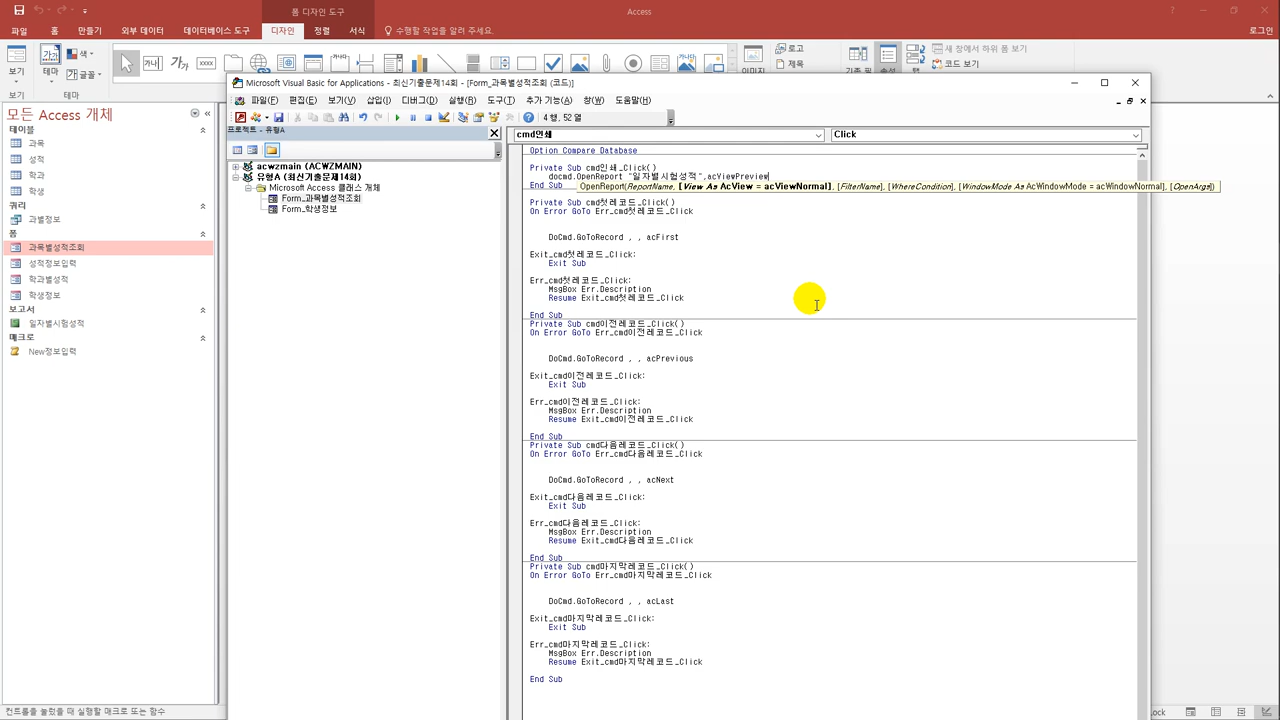 폼 디자인 도구
Access
파일
홈
만들기
외부 데이터
데이터베이스 도구
디자인
정렬
서식
수행할 작업을 알려 주세요.
로그인
보기
테마
색
글꼴
로고
제목
이미지
새 창에서 하위 폼 보기
코드 보기
보기
테마
Microsoft Visual Basic for Applications - 최신기출문제14회 - [Form_과목별성적조회 (코드)]
파일(F) 편집(E) 보기(V) 삽입(I) 디버그(D) 실행(R) 도구(T) 추가 기능(A) 창(W) 도움말(H)
4 행, 52 열
프로젝트 - 유형A
acwzmain (ACWZMAIN)
유형A (최신기출문제14회)
Microsoft Access 클래스 개체
Form_과목별성적조회
Form_학생정보
모든 Access 개체
테이블
과목
성적
학과
학생
쿼리
과별정보
폼
과목별성적조회
성적정보입력
학과별성적
학생정보
보고서
일자별시험성적
매크로
New정보입력
cmd인쇄
Click
Option Compare Database
Private Sub cmd인쇄_Click()
docmd.OpenReport "일자별시험성적",acViewPreview
End Sub
OpenReport(ReportName, [View As AcView = acViewNormal], [FilterName], [WhereCondition], [WindowMode As AcWindowMode = acWindowNormal], [OpenArgs])
Private Sub cmd첫레코드_Click()
On Error GoTo Err_cmd첫레코드_Click
DoCmd.GoToRecord , , acFirst
Exit_cmd첫레코드_Click:
Exit Sub
Err_cmd첫레코드_Click:
MsgBox Err.Description
Resume Exit_cmd첫레코드_Click
End Sub
Private Sub cmd이전레코드_Click()
On Error GoTo Err_cmd이전레코드_Click
DoCmd.GoToRecord , , acPrevious
Exit_cmd이전레코드_Click:
Exit Sub
Err_cmd이전레코드_Click:
MsgBox Err.Description
Resume Exit_cmd이전레코드_Click
End Sub
Private Sub cmd다음레코드_Click()
On Error GoTo Err_cmd다음레코드_Click
DoCmd.GoToRecord , , acNext
Exit_cmd다음레코드_Click:
Exit Sub
Err_cmd다음레코드_Click:
MsgBox Err.Description
Resume Exit_cmd다음레코드_Click
End Sub
Private Sub cmd마지막레코드_Click()
On Error GoTo Err_cmd마지막레코드_Click
DoCmd.GoToRecord , , acLast
Exit_cmd마지막레코드_Click:
Exit Sub
Err_cmd마지막레코드_Click:
MsgBox Err.Description
Resume Exit_cmd마지막레코드_Click
End Sub
컨트롤을 눌렀을 때 실행할 매크로 또는 함수